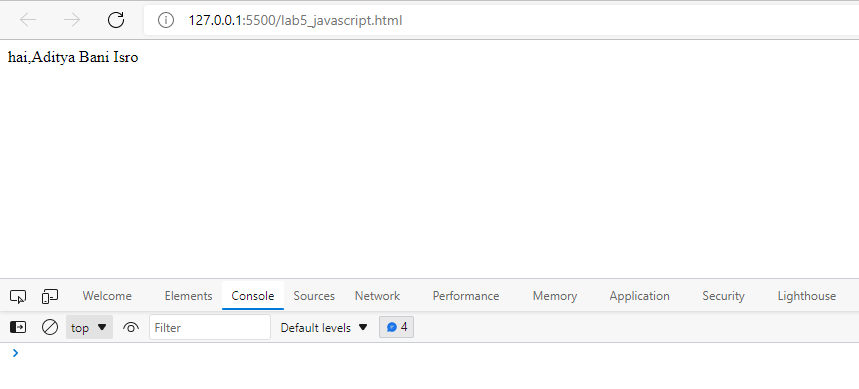 127.0.0.1:5500/lab5_javascript.html
hai,Aditya Bani Isro
Welcome Elements Console Sources Network Performance Memory Application Security Lighthouse
top Filter Default levels 4